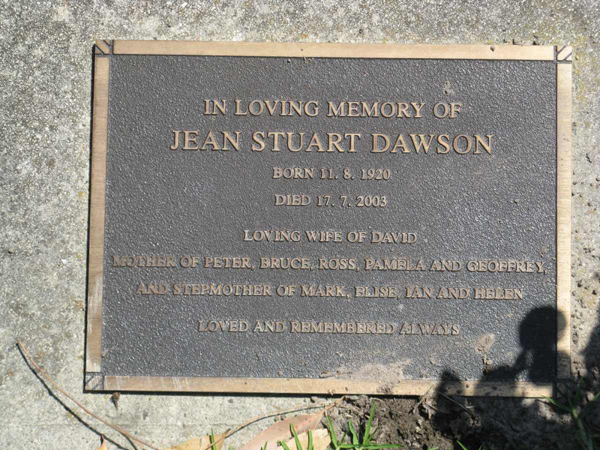 IN LOVING MEMORY OF
JEAN STUART DAWSON
BORN 11. 8. 1920
DIED 17. 7. 2003
LOVING WIFE OF DAVID
MOTHER OF PETER, BRUCE, ROSS, PAMELA AND GEOFFREY,
AND STEPMOTHER OF MARK, ELISE, IAN AND HELEN
LOVED AND REMEMBERED ALWAYS